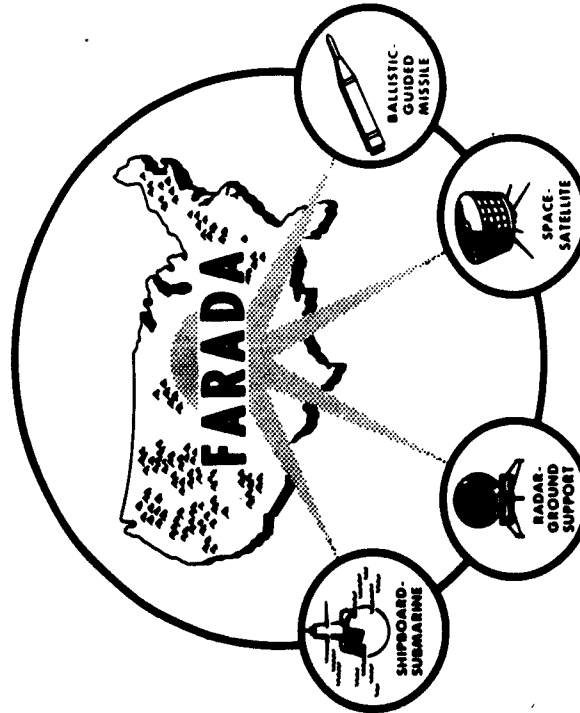 FARADA
SHIPBOARD-
SUBMARINE
RADAR-
GROUND
SUPPORT
SPACE-
SATELLITE
BALLISTIC-
GUIDED
MISSILE